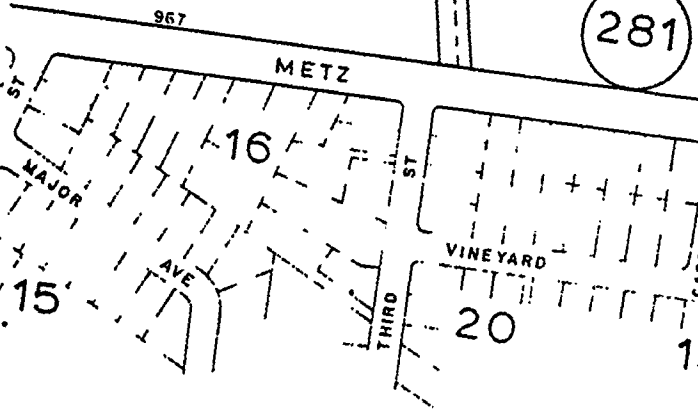 967
281
METZ
ST
16
ST
MAJOR
VINEYARD
AVE
15
THIRD
20